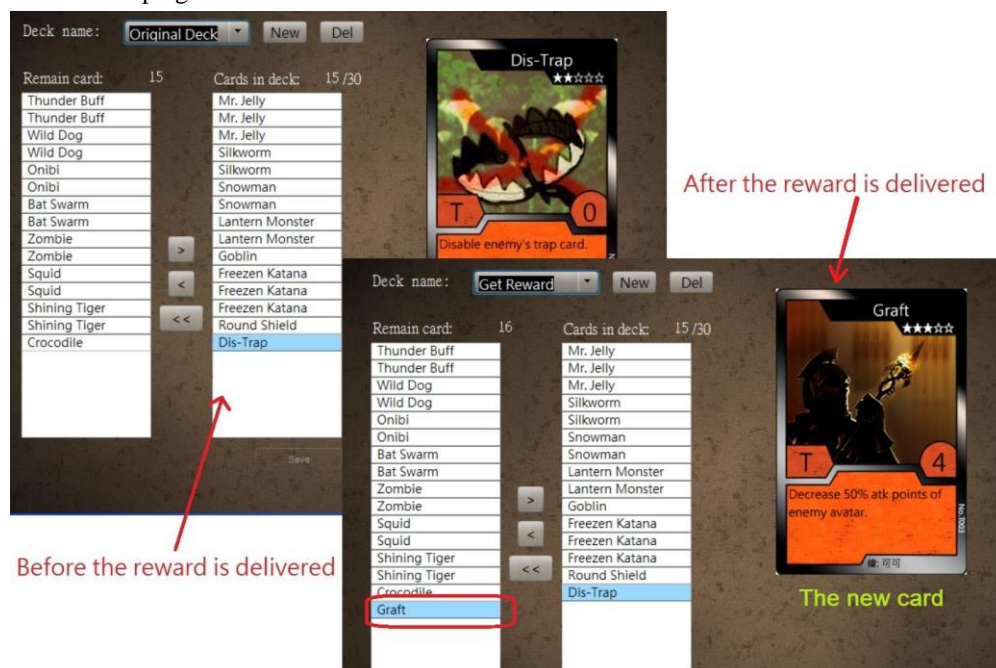 Deck name: Original Deck New Del
Remain card: 15 Cards in deck: 15/30
Thunder Buff
Thunder Buff
Wild Dog
Wild Dog
Onibi
Onibi
Bat Swarm
Bat Swarm
Zombie
Zombie
Squid
Squid
Shining Tiger
Shining Tiger
Crocodile
>
<
<<
Mr. Jelly
Mr. Jelly
Mr. Jelly
Silkworm
Silkworm
Snowman
Snowman
Lantern Monster
Lantern Monster
Goblin
Freezen Katana
Freezen Katana
Freezen Katana
Round Shield
Dis-Trap
Save
Dis-Trap
★★☆☆☆
T 0
Disable enemy's trap card.
Before the reward is delivered
After the reward is delivered
Deck name: Get Reward New Del
Remain card: 16 Cards in deck: 15/30
Thunder Buff
Thunder Buff
Wild Dog
Wild Dog
Onibi
Onibi
Bat Swarm
Bat Swarm
Zombie
Zombie
Squid
Squid
Shining Tiger
Shining Tiger
Crocodile
Graft
>
<
<<
Mr. Jelly
Mr. Jelly
Mr. Jelly
Silkworm
Silkworm
Snowman
Snowman
Lantern Monster
Lantern Monster
Goblin
Freezen Katana
Freezen Katana
Freezen Katana
Round Shield
Dis-Trap
Graft
★★★☆☆
T 4
Decrease 50% atk points of
enemy avatar.
No.T003
The new card